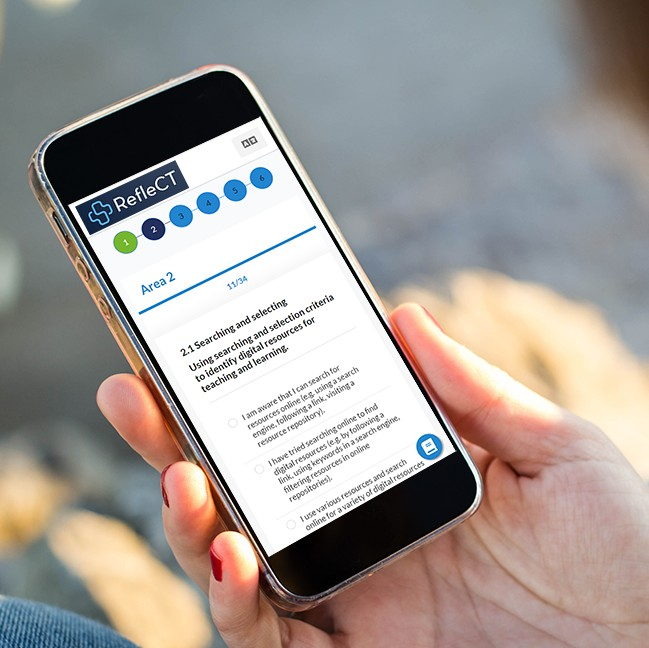 RefleCT
1 2 3 4 5 6
Area 2
11/34
2.1 Searching and selecting
Using searching and selection criteria
to identify digital resources for
teaching and learning.
I am aware that I can search for
resources online (e.g. using a search
engine, following a link, visiting a
resource repository).
I have tried searching online to find
digital resources (e.g. by following a
link, using keywords in a search engine,
filtering resources in online
repositories).
I use various resources and search
online for a variety of digital resources